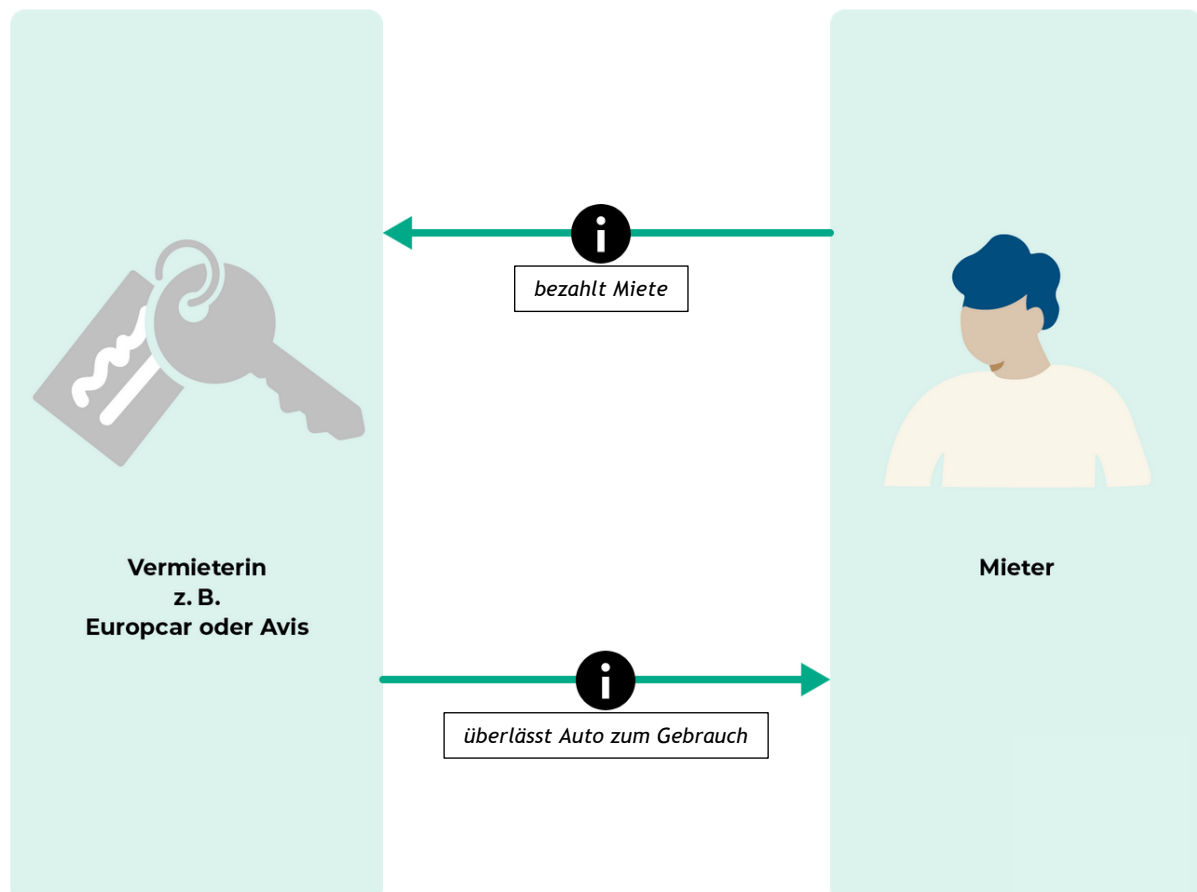 bezahlt Miete
Vermieterin
z. B.
Europcar oder Avis
Mieter
überlässt Auto zum Gebrauch